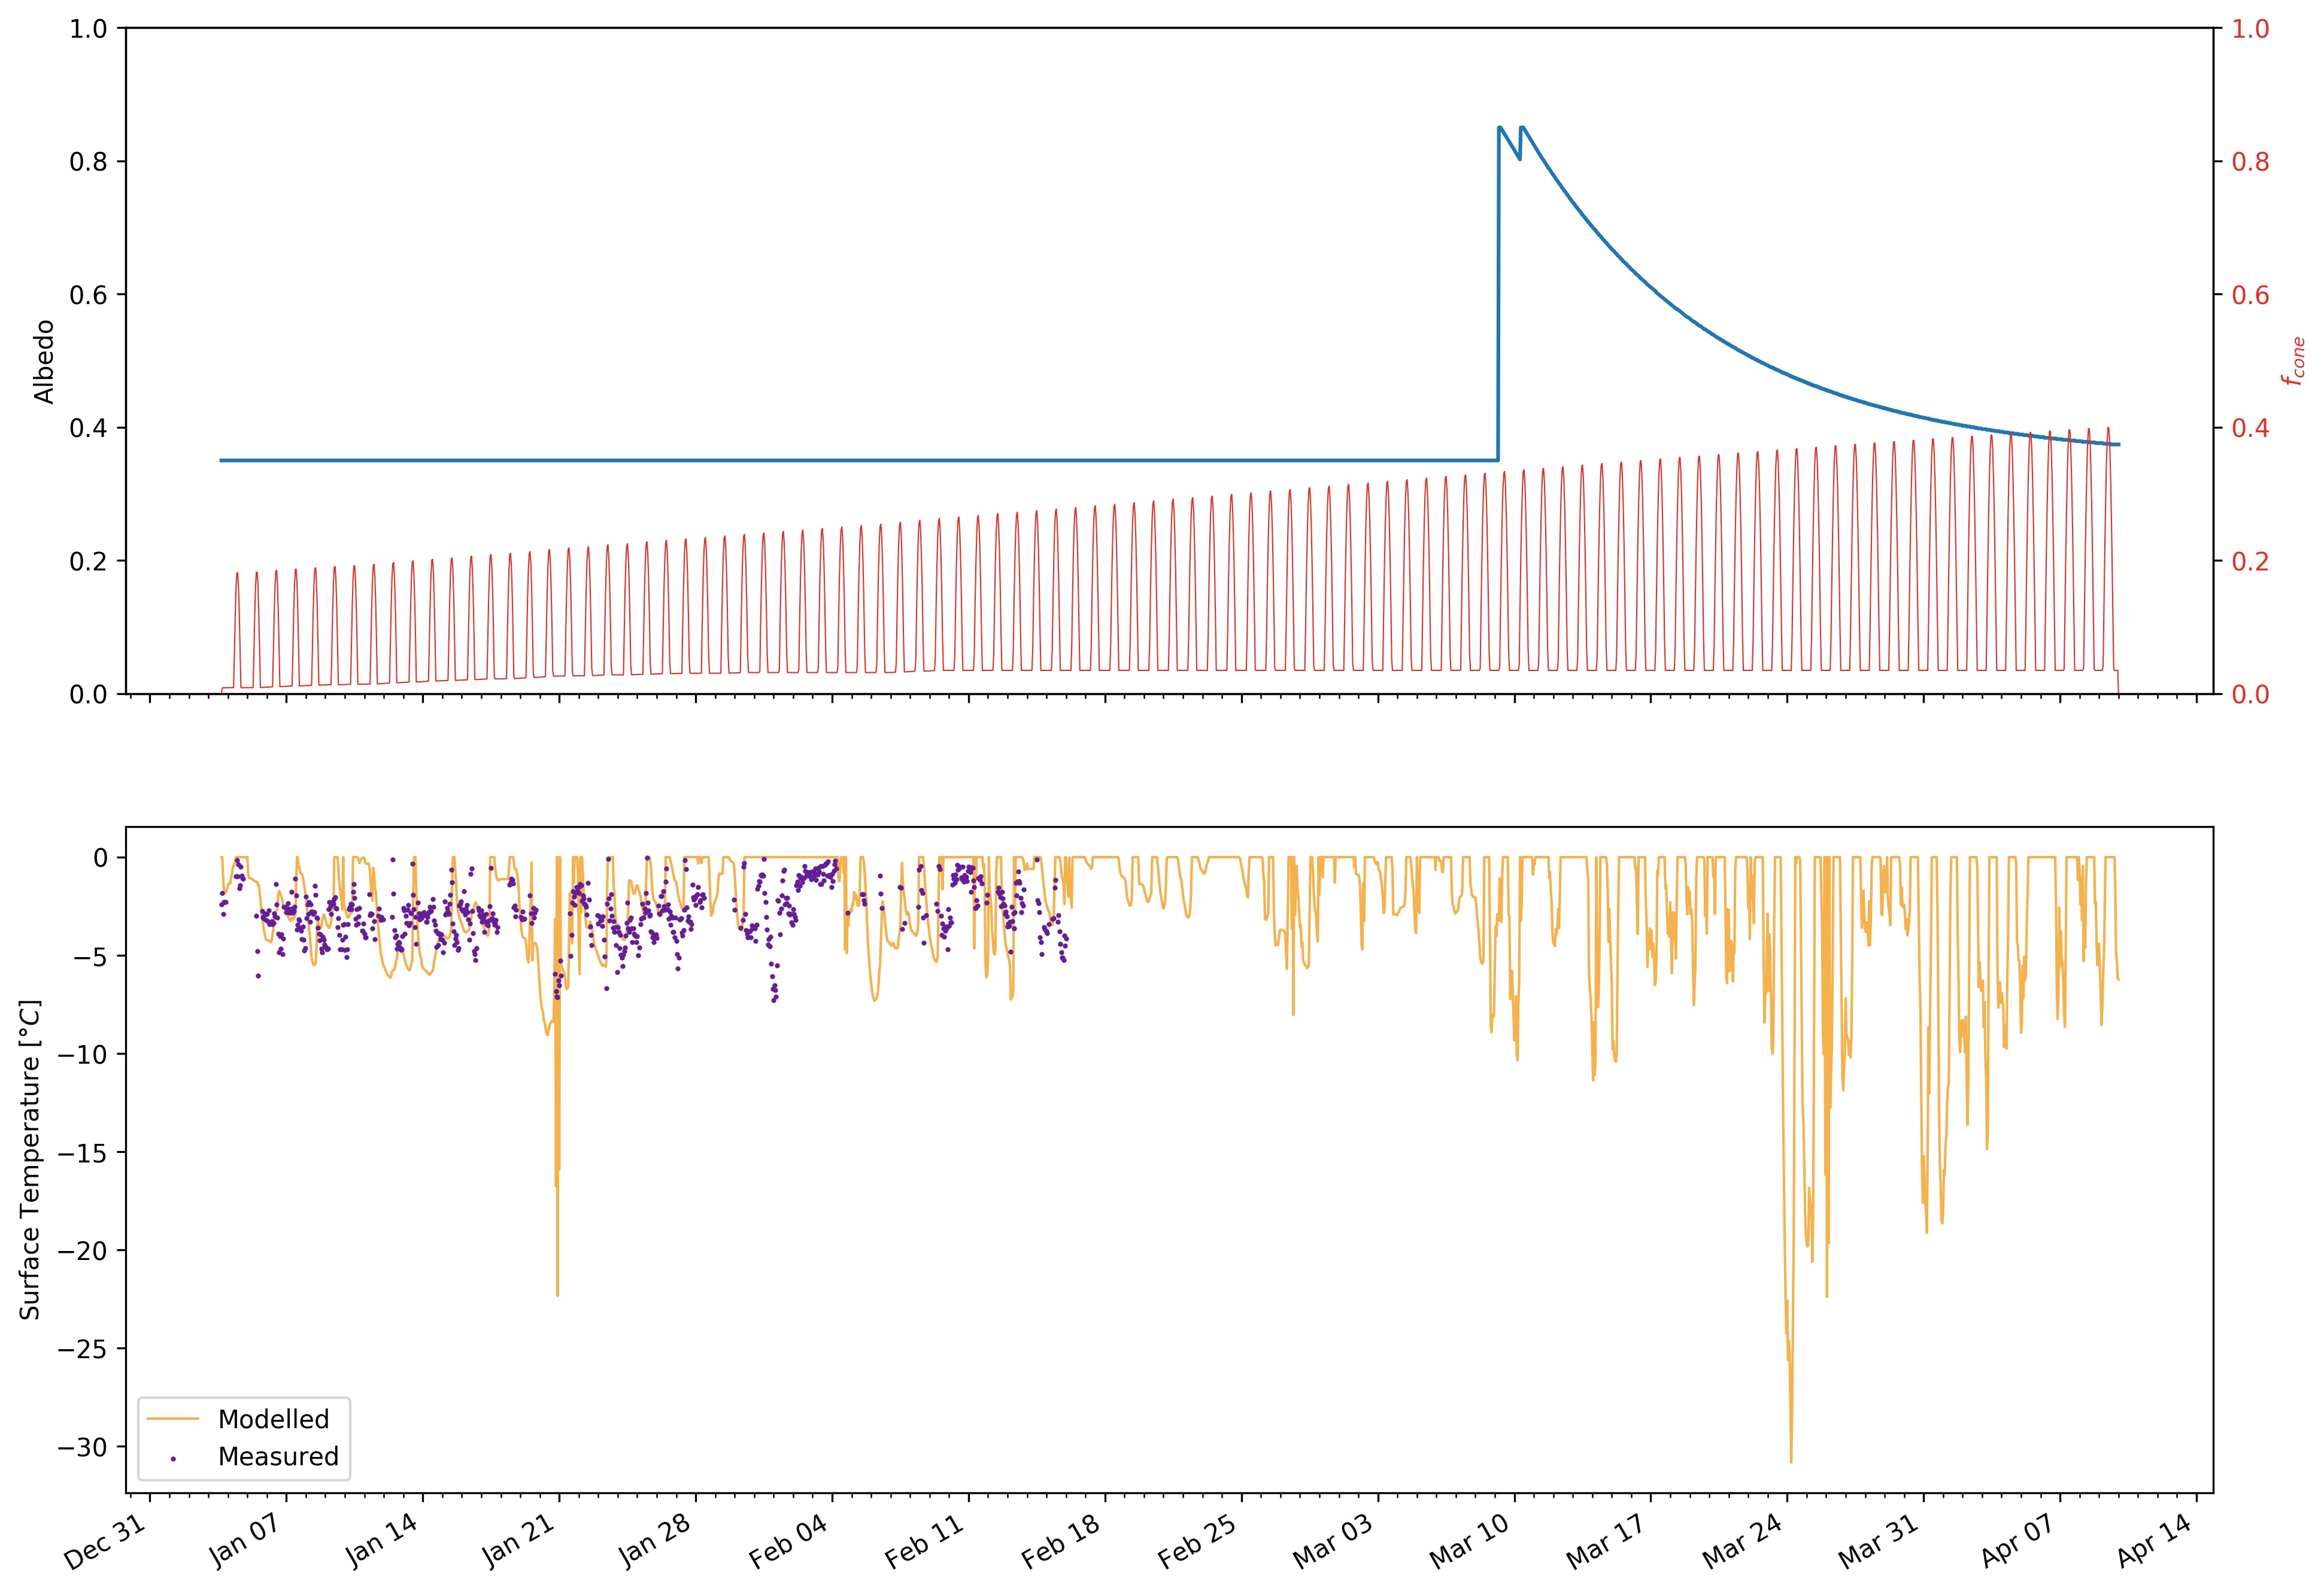 1.0
0.8
0.6
0.4
0.2
0.0
Albedo
1.0
0.8
0.6
0.4
0.2
0.0
f_cone
0
−5
−10
−15
−20
−25
−30
Surface Temperature [°C]
Modelled
Measured
Dec 31
Jan 07
Jan 14
Jan 21
Jan 28
Feb 04
Feb 11
Feb 18
Feb 25
Mar 03
Mar 10
Mar 17
Mar 24
Mar 31
Apr 07
Apr 14